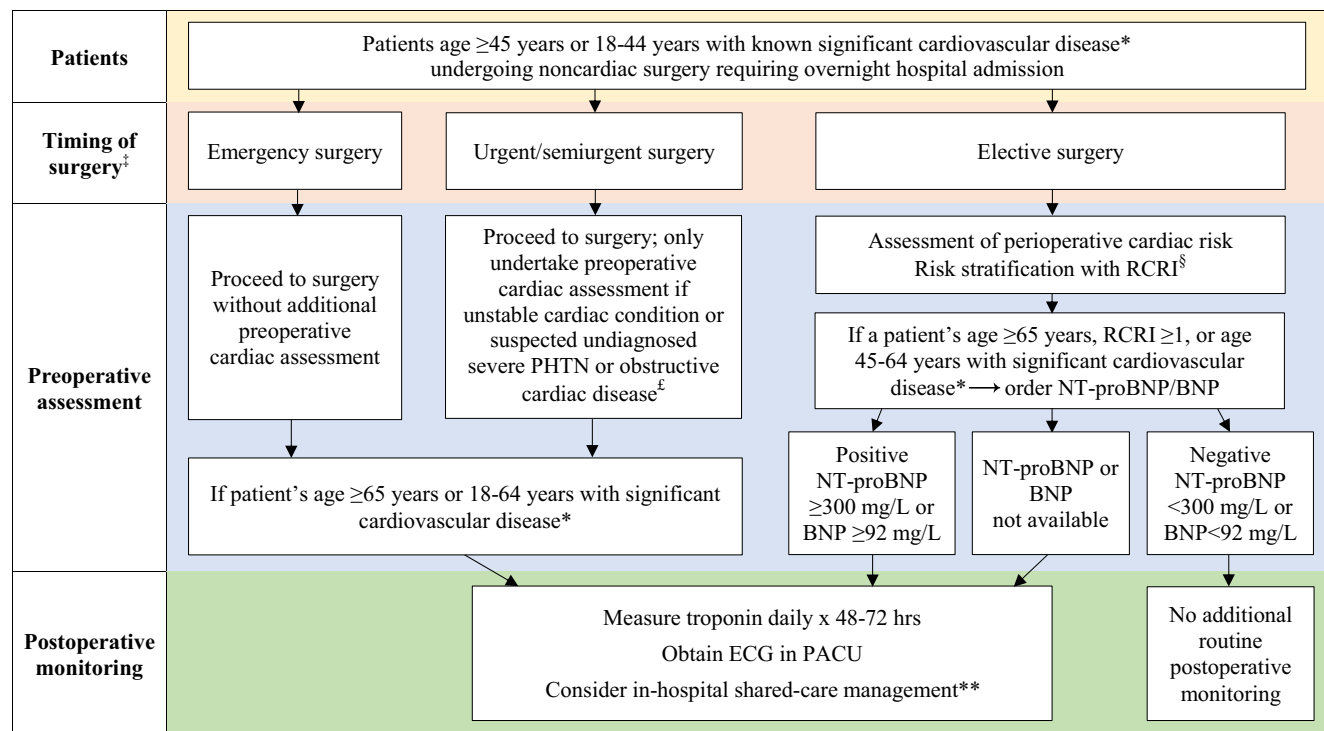 Patients
Patients age ≥45 years or 18-44 years with known significant cardiovascular disease*
undergoing noncardiac surgery requiring overnight hospital admission
Timing of
surgery‡
Emergency surgery
Urgent/semiurgent surgery
Elective surgery
Preoperative
assessment
Proceed to surgery
without additional
preoperative
cardiac assessment
Proceed to surgery; only
undertake preoperative
cardiac assessment if
unstable cardiac condition or
suspected undiagnosed
severe PHTN or obstructive
cardiac disease£
Assessment of perioperative cardiac risk
Risk stratification with RCRI§
If a patient’s age ≥65 years, RCRI ≥1, or age
45-64 years with significant cardiovascular
disease* → order NT-proBNP/BNP
If patient’s age ≥65 years or 18-64 years with significant
cardiovascular disease*
Positive
NT-proBNP
≥300 mg/L or
BNP ≥92 mg/L
NT-proBNP or
BNP
not available
Negative
NT-proBNP
<300 mg/L or
BNP<92 mg/L
Postoperative
monitoring
Measure troponin daily x 48-72 hrs
Obtain ECG in PACU
Consider in-hospital shared-care management**
No additional
routine
postoperative
monitoring